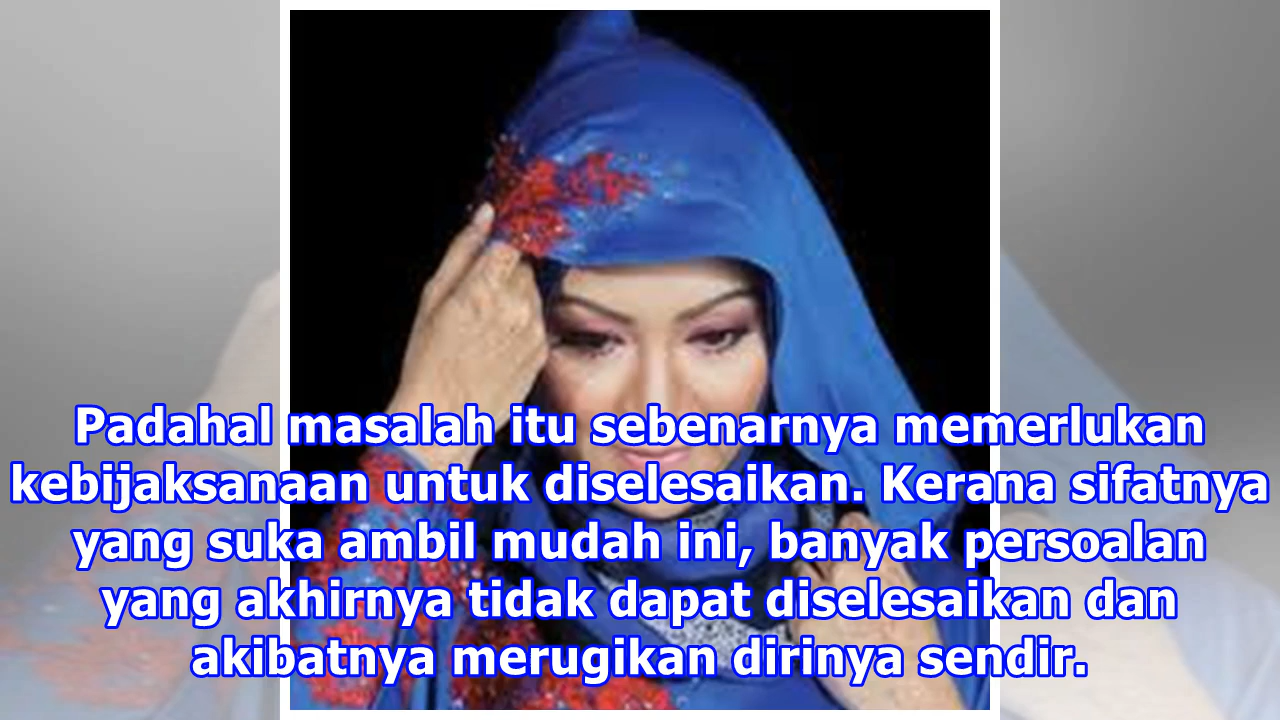 Padahal masalah itu sebenarnya memerlukan
kebijaksanaan untuk diselesaikan. Kerana sifatnya
yang suka ambil mudah ini, banyak persoalan
yang akhirnya tidak dapat diselesaikan dan
akibatnya merugikan dirinya sendir.